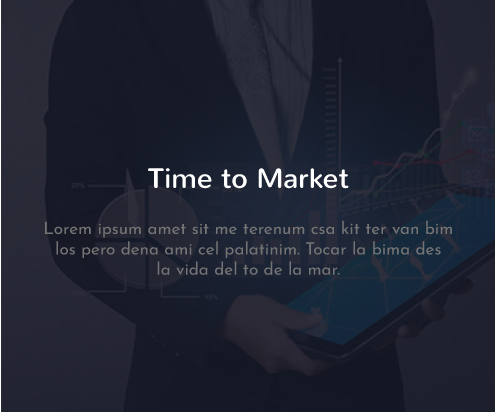 Time to Market
Lorem ipsum amet sit me terenum csa kit ter van bim
los pero dena ami cel palatinim. Tocar la bima des
la vida del to de la mar.